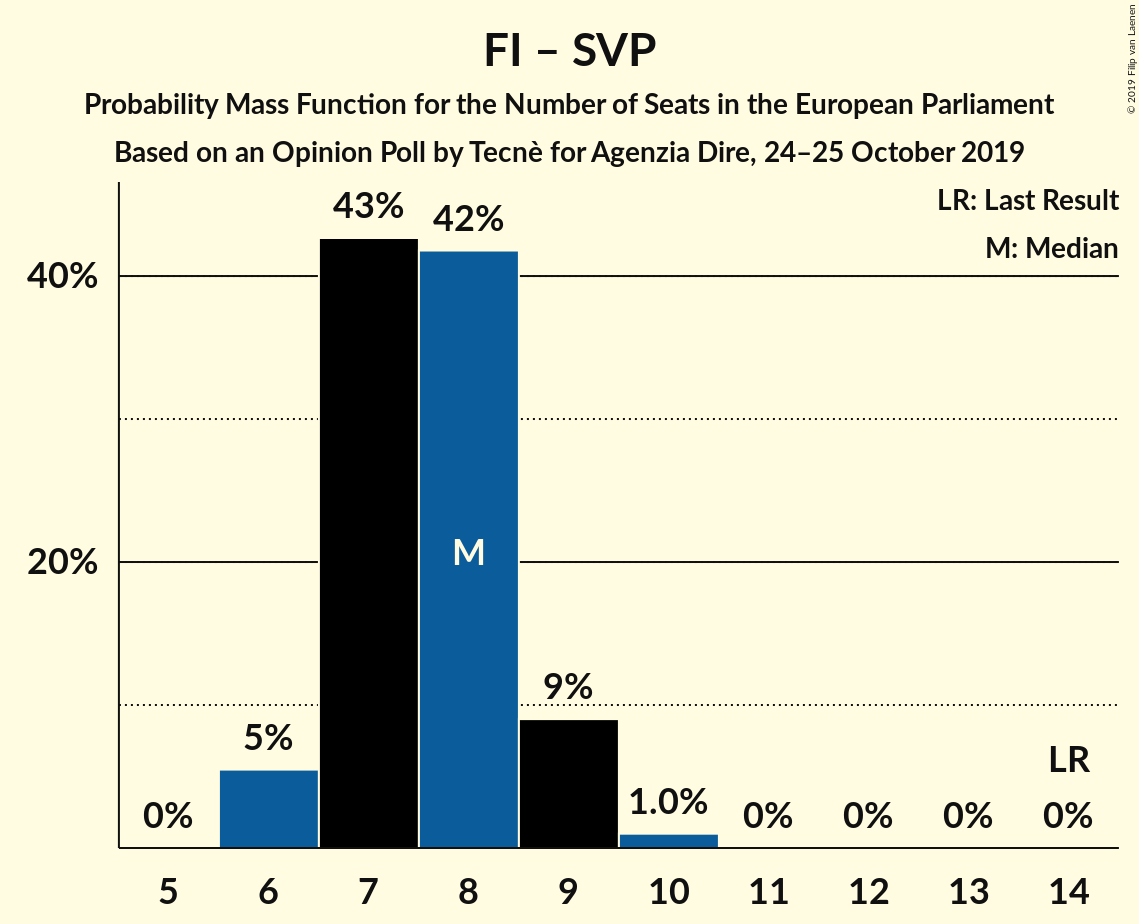 FI – SVP
Probability Mass Function for the Number of Seats in the European Parliament
Based on an Opinion Poll by Tecnè for Agenzia Dire, 24–25 October 2019
© 2019 Filip van Laenen
LR: Last Result
M: Median
43%
42%
40%
M
20%
9%
5%
LR
0%
1.0%
0%
0%
0%
0%
5 6 7 8 9 10 11 12 13 14